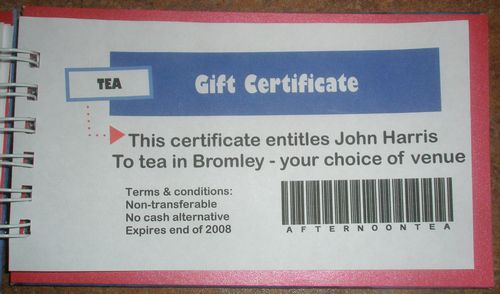 TEA
Gift Certificate
This certificate entitles John Harris
To tea in Bromley - your choice of venue
Terms & conditions:
Non-transferable
No cash alternative
Expires end of 2008
AFTERNOONTEA